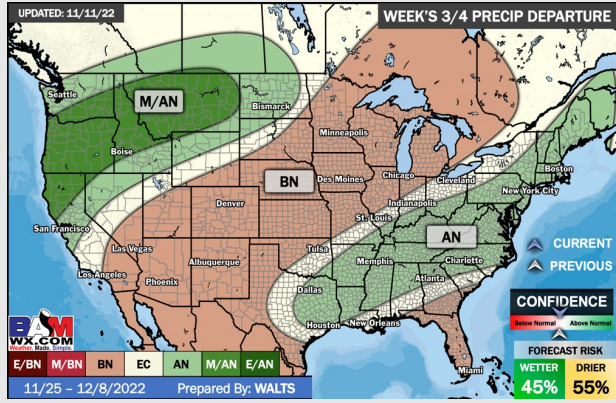 UPDATED: 11/11/22
WEEK'S 3/4 PRECIP DEPARTURE
Seattle
M/AN
Bismarck
Minneapolis
Boise
Boston
BN
Des Moines
Chicago
Cleveland
New York City
Denver
Indianapolis
San Francisco
St. Louis
AN
Las Vegas
Tulsa
CURRENT
Albuquerque
Memphis
Charlotte
PREVIOUS
Los Angeles
Phoenix
Atlanta
Dallas
CONFIDENCE
Houston
New Orleans
Below Normal
Above Normal
BAM
WX.COM
Weather. Made. Simple.
FORECAST RISK
E/BN M/BN BN EC AN M/AN E/AN
Miami
WETTER
45%
DRIER
55%
11/25 – 12/8/2022
Prepared By: WALTS